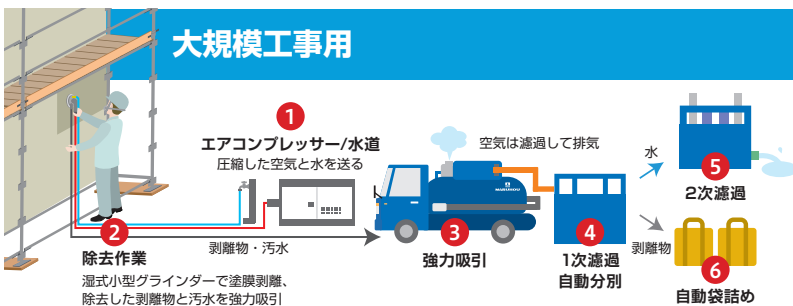 大規模工事用
1
エアコンプレッサー/水道
圧縮した空気と水を送る
2
除去作業
湿式小型グラインダーで塗膜剥離、
除去した剥離物と汚水を強力吸引
剥離物・汚水
MARUHOU
3
強力吸引
空気は濾過して排気
4
1次濾過
自動分別
水
5
2次濾過
剥離物
6
自動袋詰め